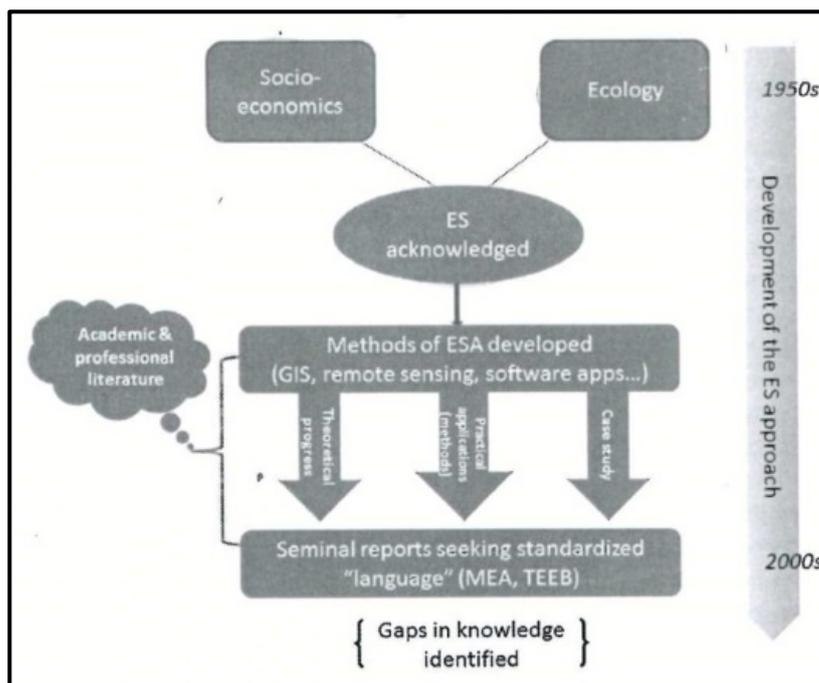 Socio-
economics
Ecology
1950s
ES
acknowledged
Academic &
professional
literature
Methods of ESA developed
(GIS, remote sensing, software apps...)
Theoretical
progress
Practical
applications
(methods)
Case study
Development of the ES approach
Seminal reports seeking standardized
"language" (MEA, TEEB)
2000s
{ Gaps in knowledge }
identified